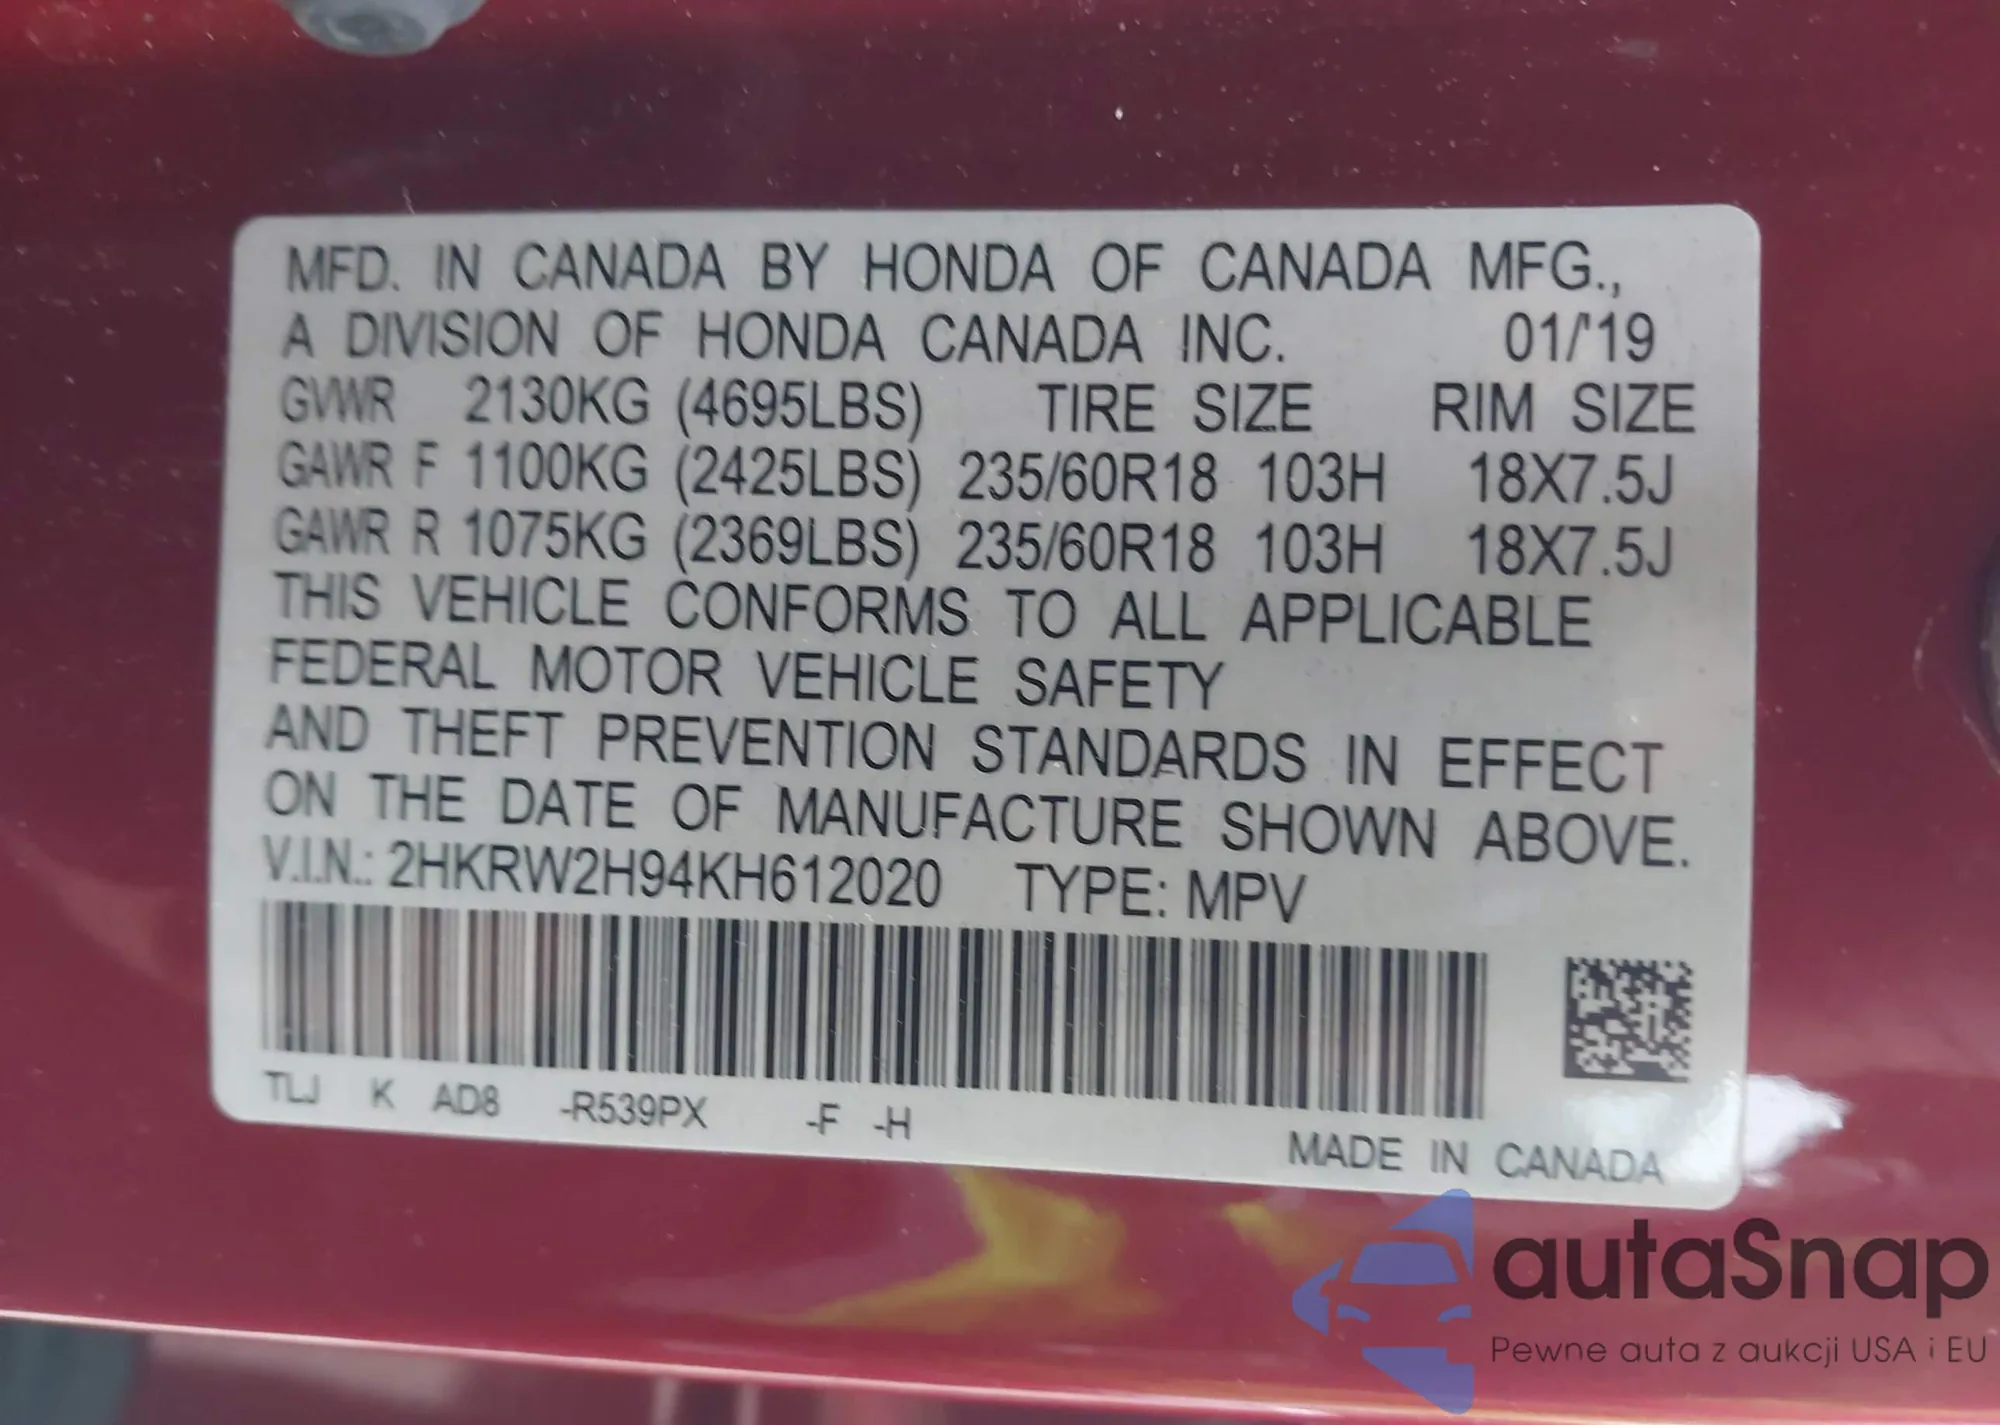 MFD. IN CANADA BY HONDA OF CANADA MFG.,
A DIVISION OF HONDA CANADA INC. 01/'19
GVWR 2130KG (4695LBS) TIRE SIZE RIM SIZE
GAWR F 1100KG (2425LBS) 235/60R18 103H 18X7.5J
GAWR R 1075KG (2369LBS) 235/60R18 103H 18X7.5J
THIS VEHICLE CONFORMS TO ALL APPLICABLE
FEDERAL MOTOR VEHICLE SAFETY
AND THEFT PREVENTION STANDARDS IN EFFECT
ON THE DATE OF MANUFACTURE SHOWN ABOVE.
V.I.N.: 2HKRW2H94KH612020 TYPE: MPV
TLJ K AD8 -R539PX -F -H
MADE IN CANADA
autaSnap
Pewne auta z aukcji USA i EU